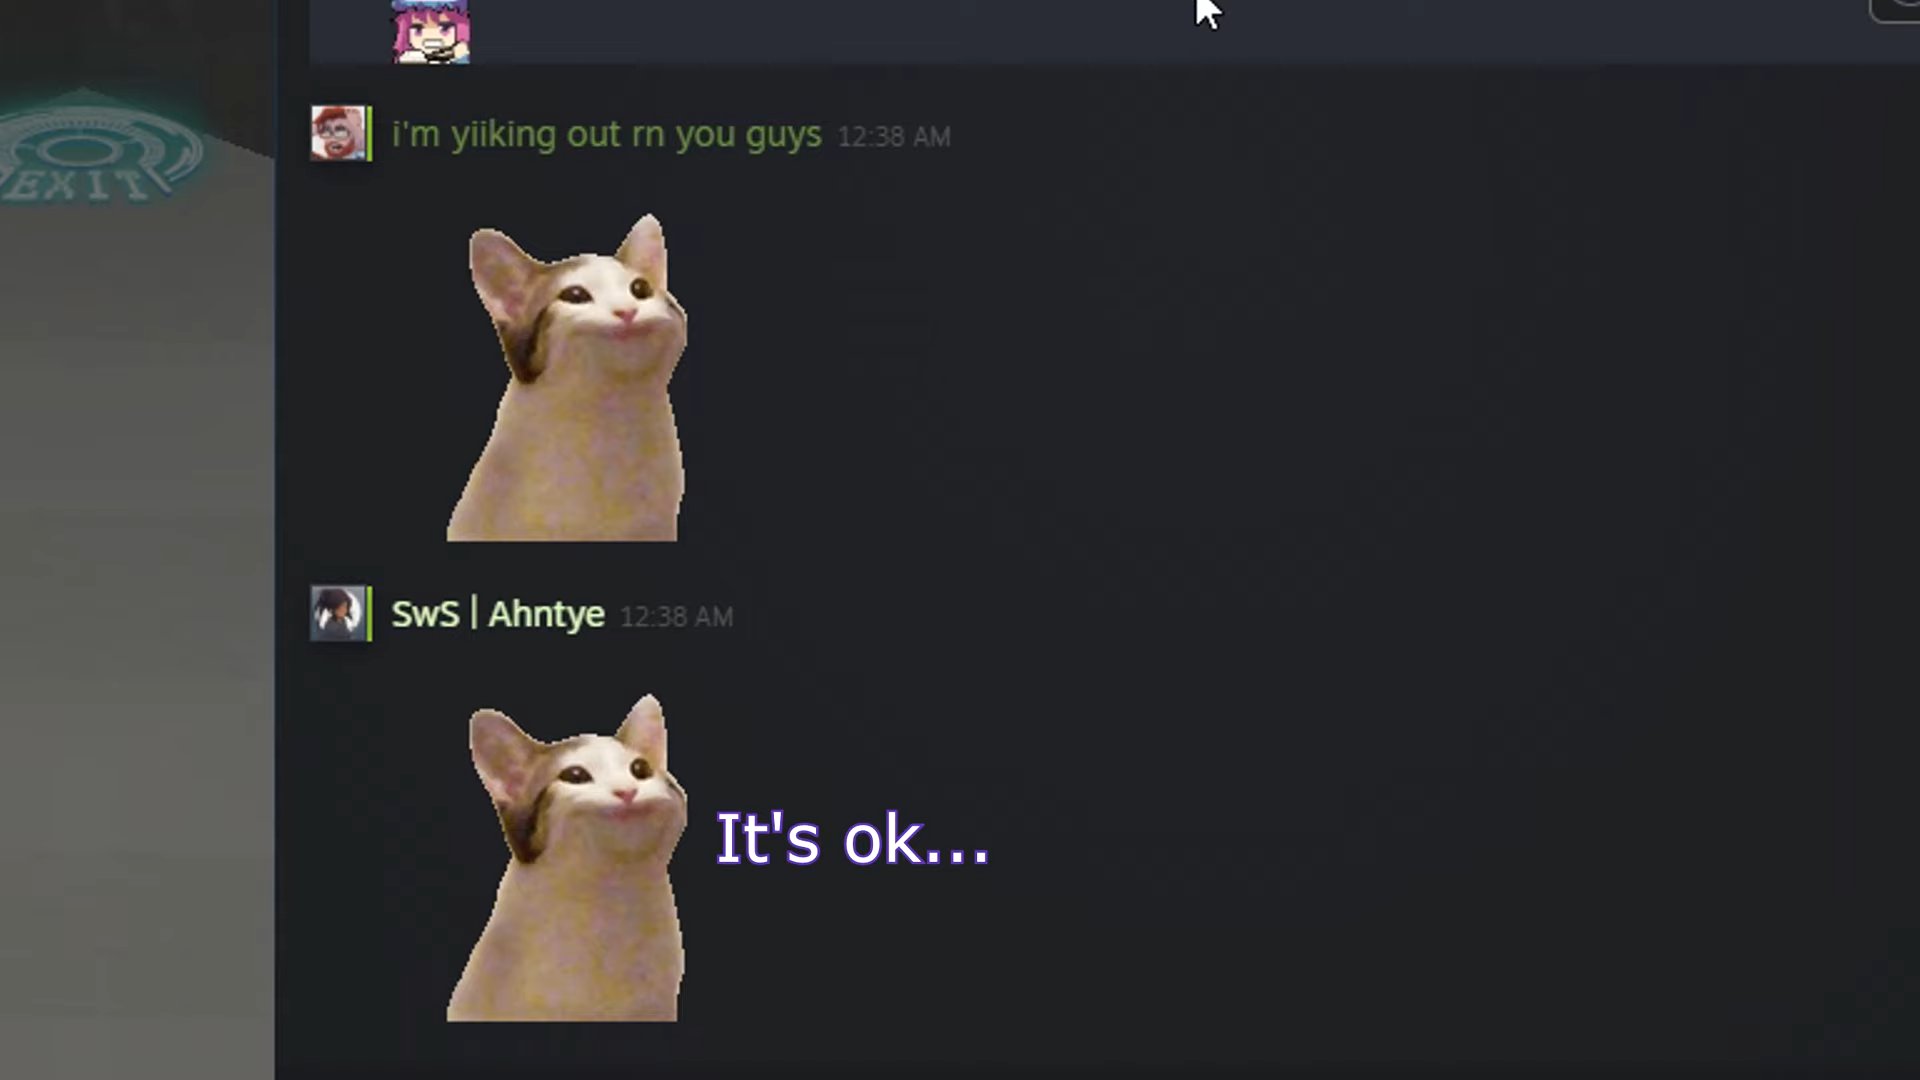 EXIT
i'm yiiking out rn you guys 12:38 AM
SwS | Ahntye 12:38 AM
It's ok...